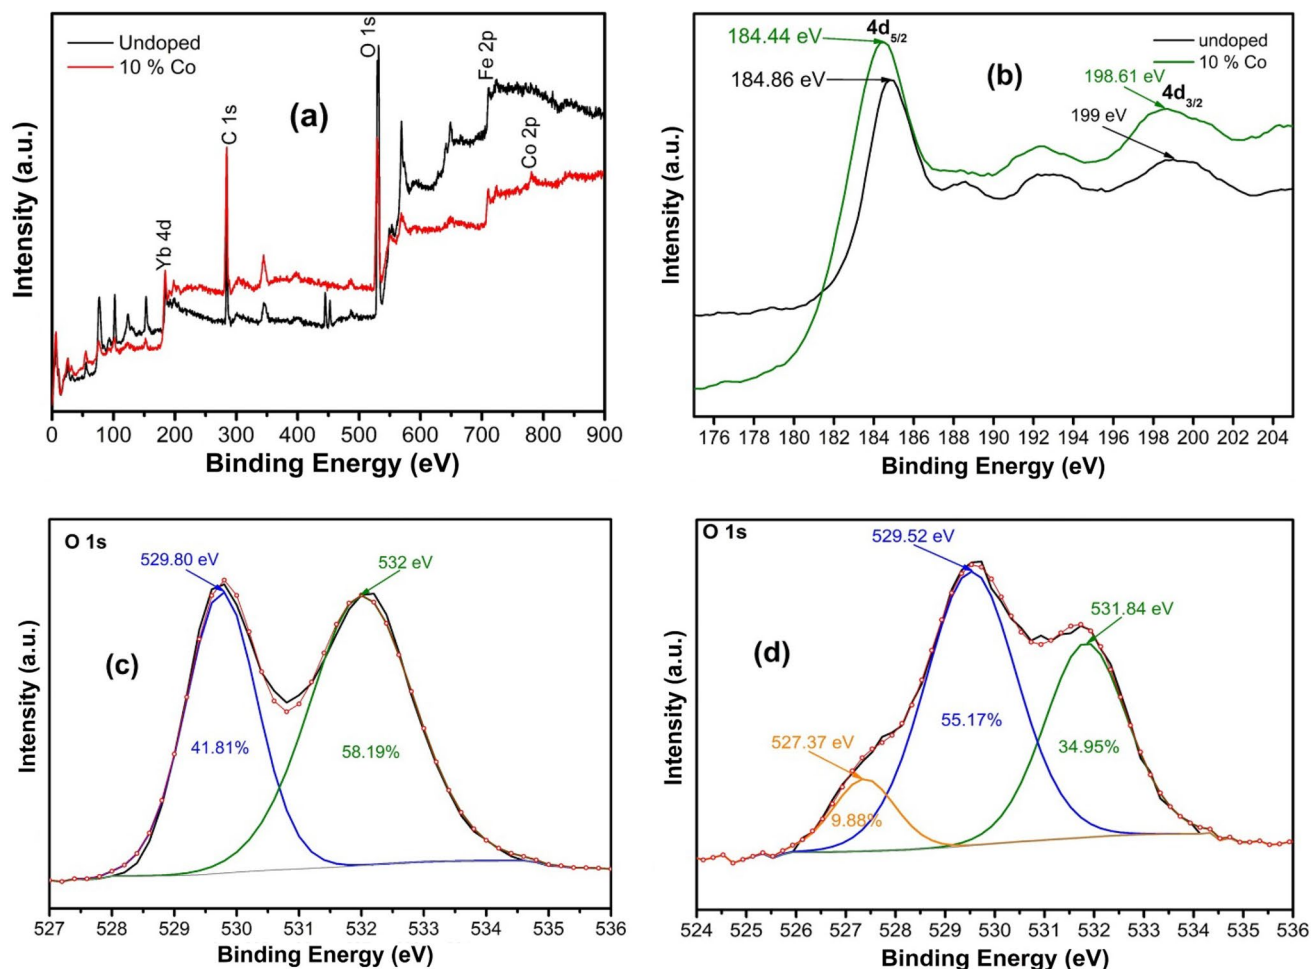 Undoped
10 % Co
(a)
Yb 4d
C 1s
O 1s
Fe 2p
Co 2p
Intensity (a.u.)
0 100 200 300 400 500 600 700 800 900
Binding Energy (eV)
184.44 eV
4d5/2
184.86 eV
(b)
undoped
10 % Co
198.61 eV
4d3/2
199 eV
Intensity (a.u.)
176 178 180 182 184 186 188 190 192 194 196 198 200 202 204
Binding Energy (eV)
O 1s
529.80 eV
532 eV
(c)
41.81%
58.19%
Intensity (a.u.)
527 528 529 530 531 532 533 534 535 536
Binding Energy (eV)
O 1s
529.52 eV
531.84 eV
(d)
527.37 eV
55.17%
34.95%
9.88%
Intensity (a.u.)
524 525 526 527 528 529 530 531 532 533 534 535 536
Binding Energy (eV)